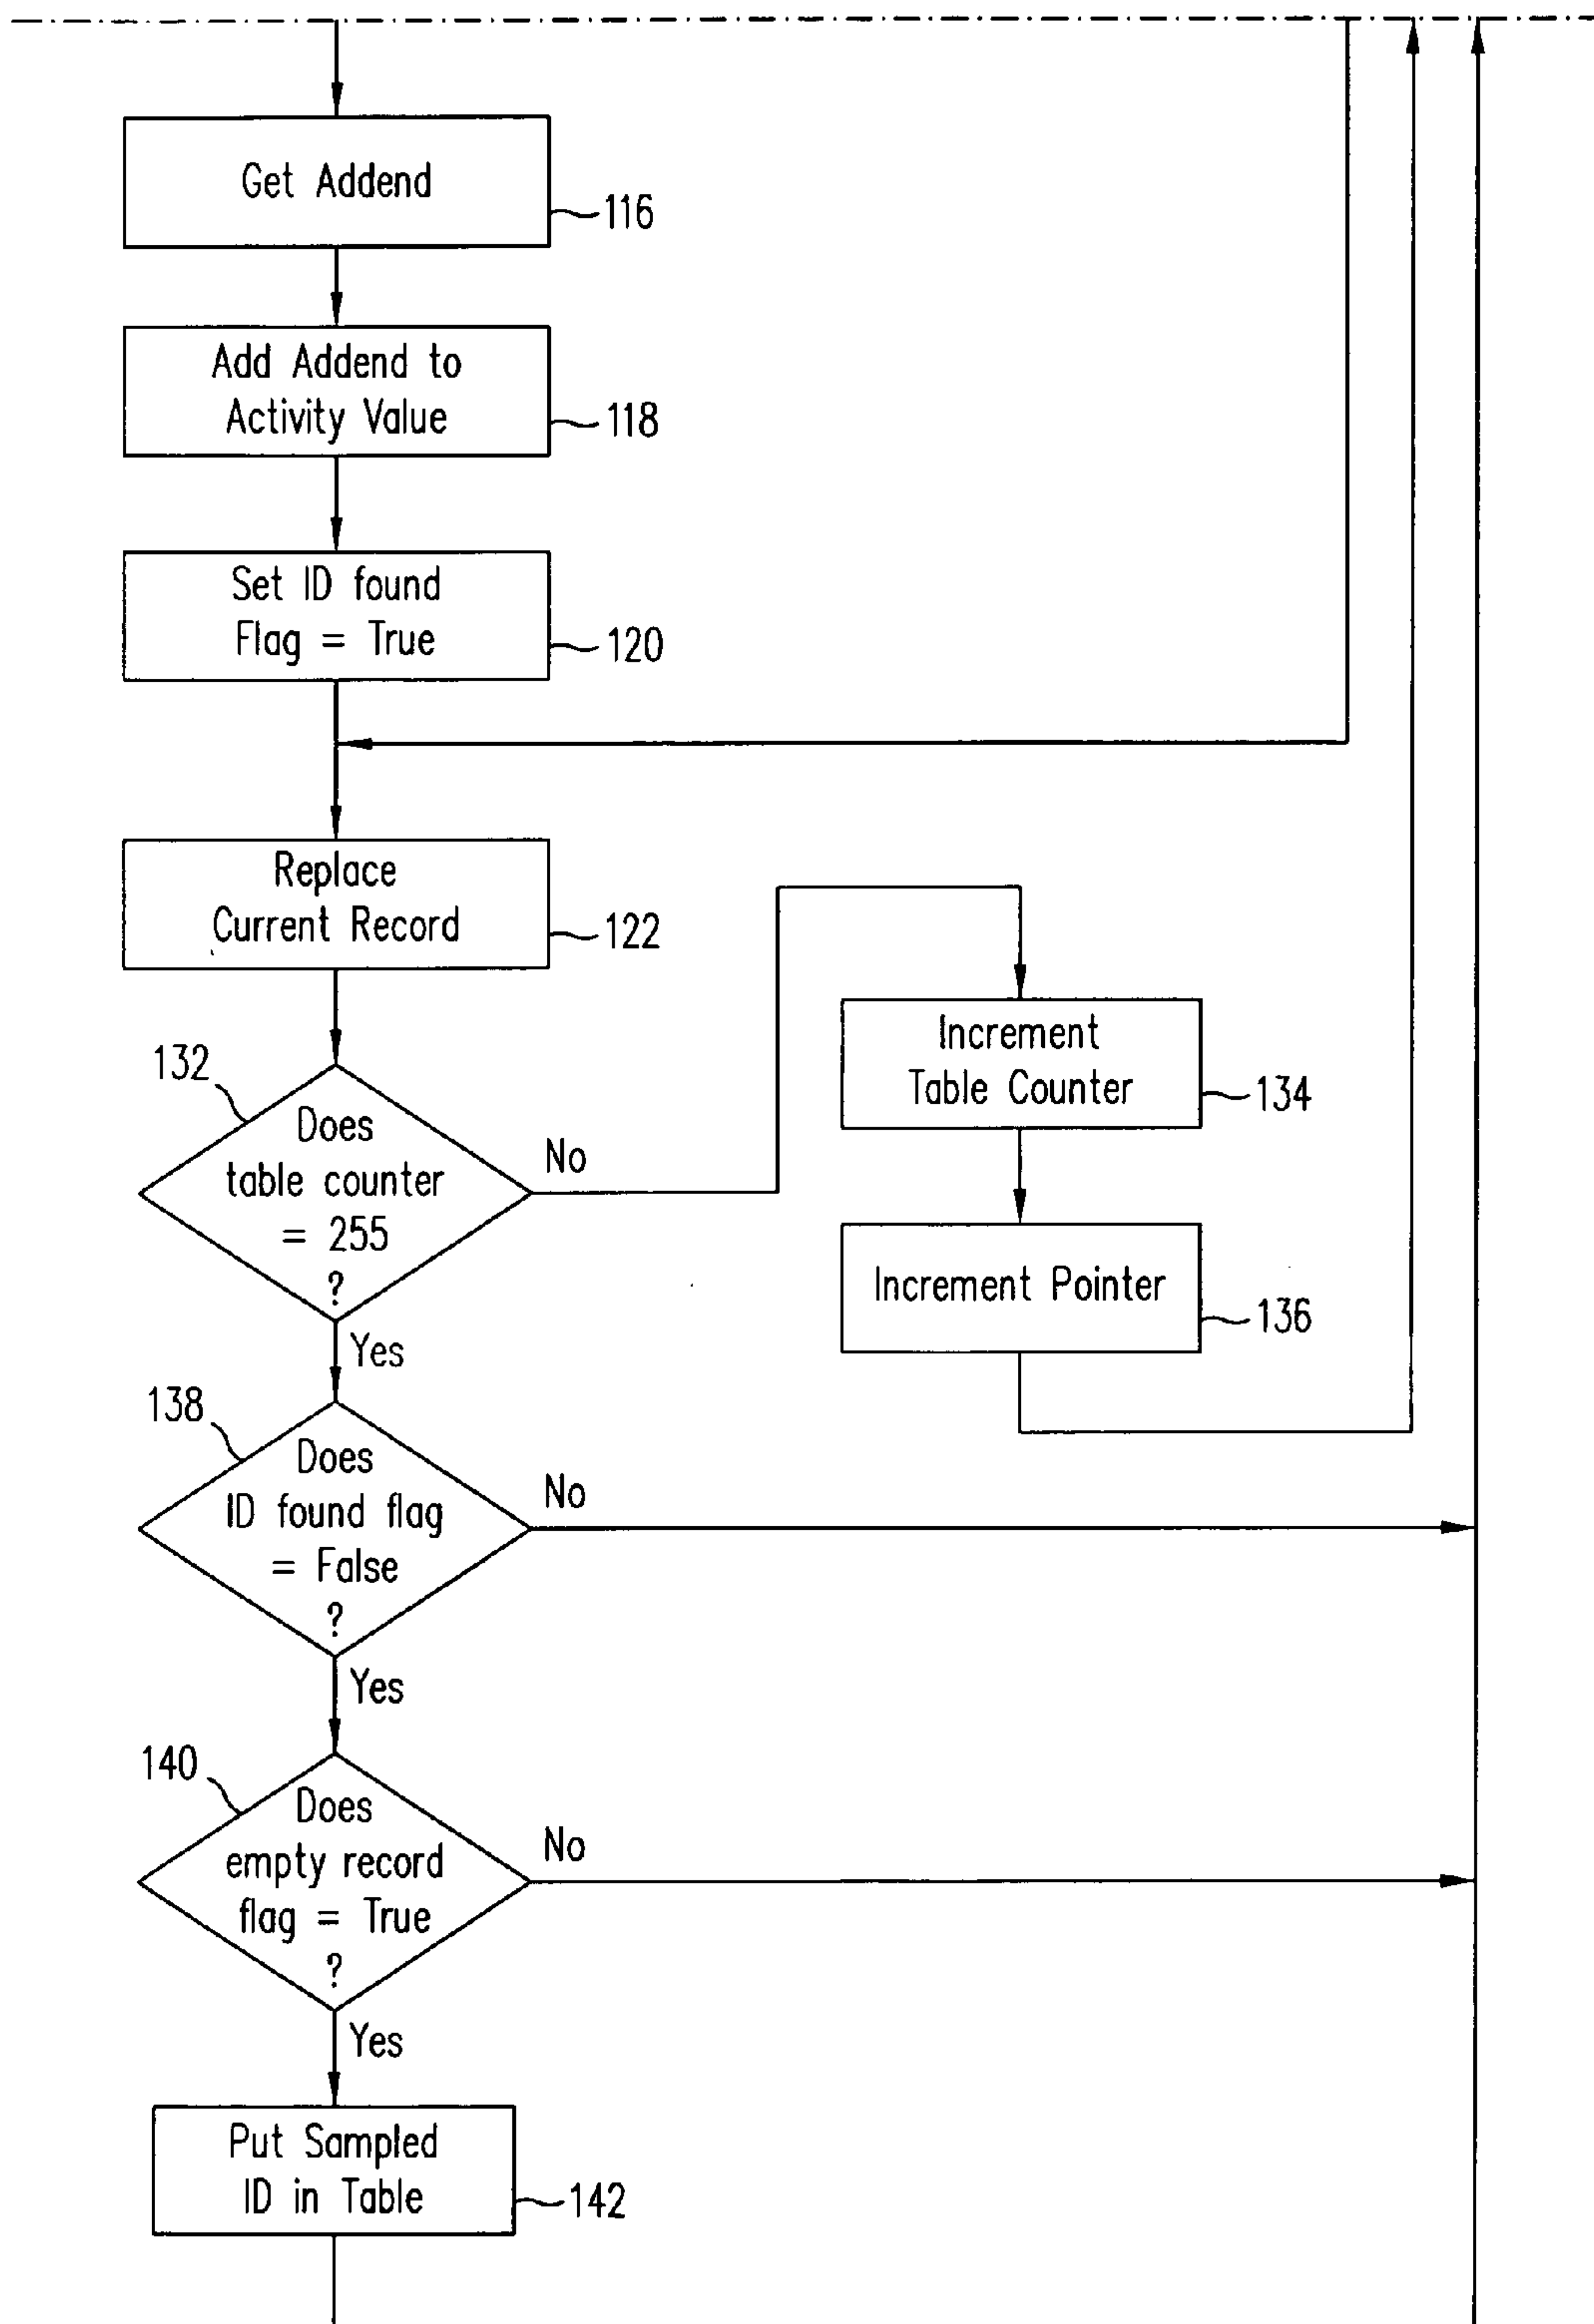 Get Addend
116
Add Addend to
Activity Value
118
Set ID found
Flag = True
120
Replace
Current Record
122
132
Does
table counter
= 255
?
No
Yes
Increment
Table Counter
134
Increment Pointer
136
138
Does
ID found flag
= False
?
No
Yes
140
Does
empty record
flag = True
?
No
Yes
Put Sampled
ID in Table
142